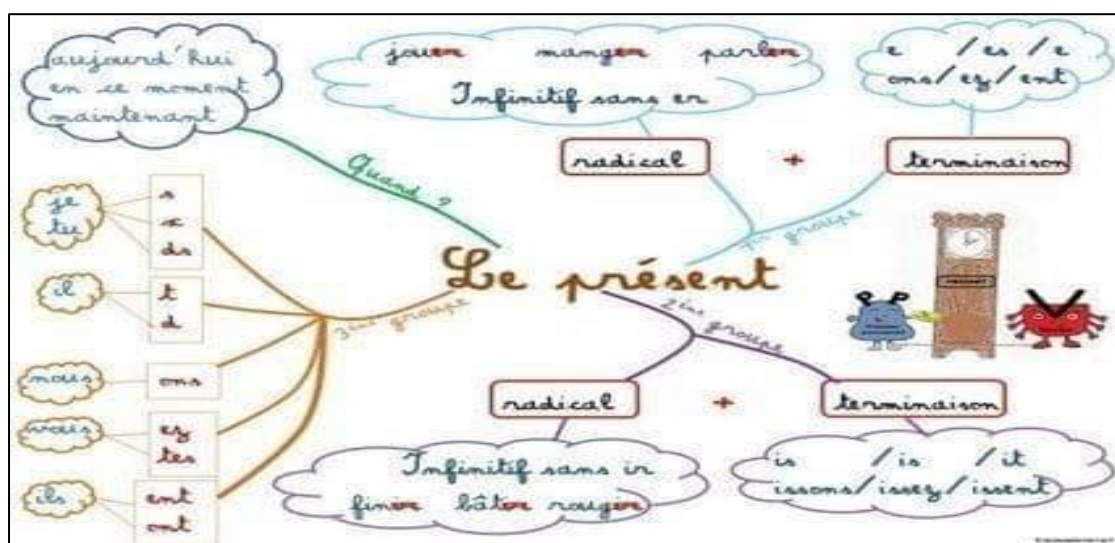 aujourd'hui
en ce moment
maintenant
Quand ?
jouer manger parler
Infinitif sans er
radical + terminaison
e / es / e
ons / ez / ent
1er groupe
Le présent
PRESENT
3ème groupe
je
tu
s
x
ds
il
t
d
nous
ons
vous
ez
tes
ils
ent
ont
2ème groupe
radical + terminaison
Infinitif sans ir
finir bâtir rougir
is / is / it
issons / issez / issent